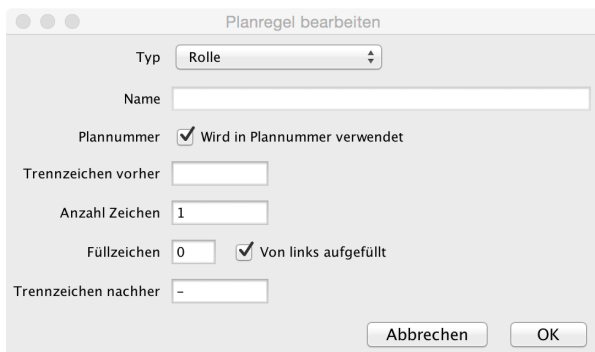 Planregel bearbeiten
Typ Rolle
Name
Plannummer Wird in Plannummer verwendet
Trennzeichen vorher
Anzahl Zeichen 1
Füllzeichen 0 Von links aufgefüllt
Trennzeichen nachher -
Abbrechen OK